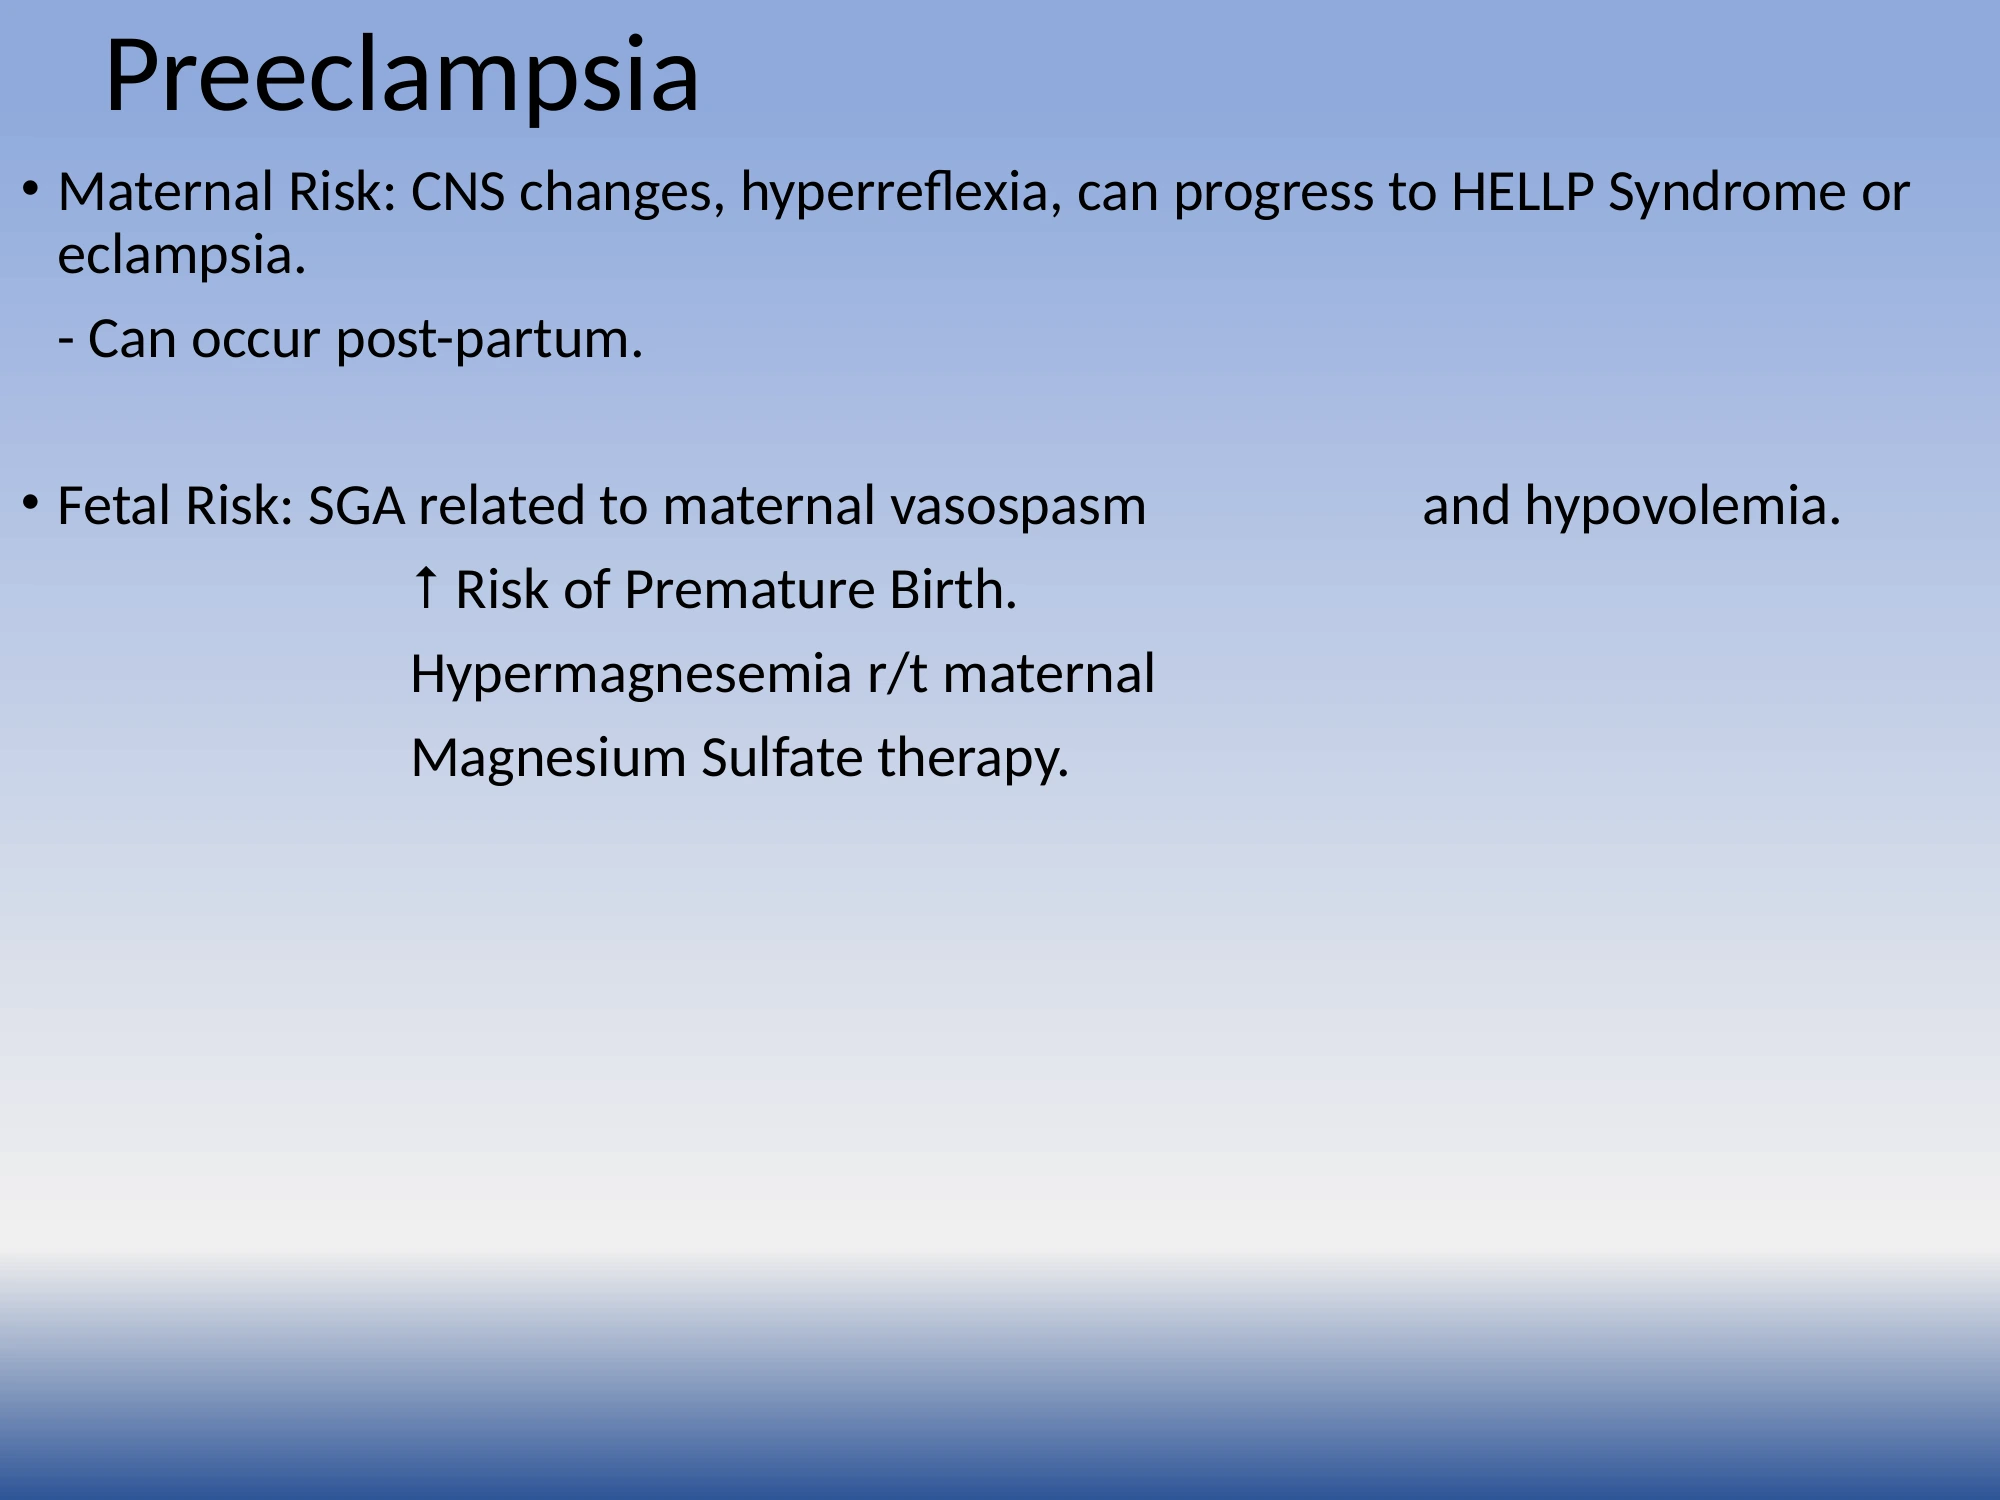 Preeclampsia
• Maternal Risk: CNS changes, hyperreflexia, can progress to HELLP Syndrome or
eclampsia.
- Can occur post-partum.
• Fetal Risk: SGA related to maternal vasospasm and hypovolemia.
↑ Risk of Premature Birth.
Hypermagnesemia r/t maternal
Magnesium Sulfate therapy.